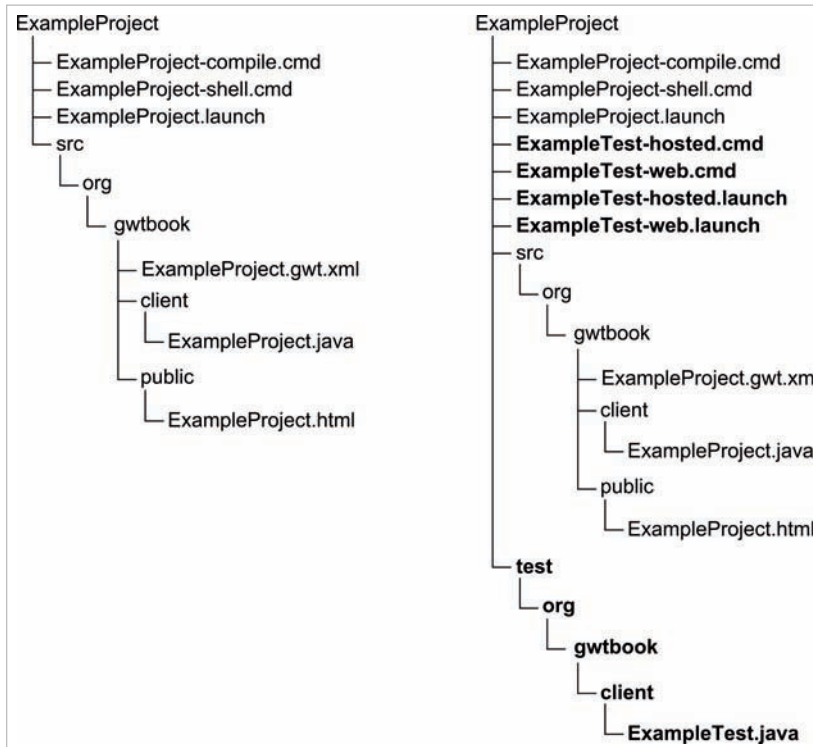 ExampleProject
ExampleProject-compile.cmd
ExampleProject-shell.cmd
ExampleProject.launch
src
org
gwtbook
ExampleProject.gwt.xml
client
ExampleProject.java
public
ExampleProject.html
ExampleProject
ExampleProject-compile.cmd
ExampleProject-shell.cmd
ExampleProject.launch
ExampleTest-hosted.cmd
ExampleTest-web.cmd
ExampleTest-hosted.launch
ExampleTest-web.launch
src
org
gwtbook
ExampleProject.gwt.xm
client
ExampleProject.java
public
ExampleProject.html
test
org
gwtbook
client
ExampleTest.java